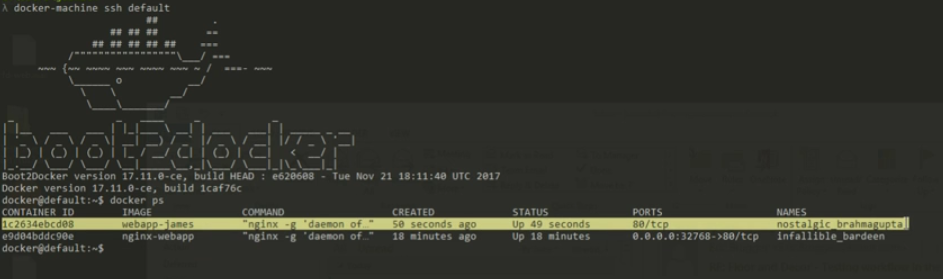 λ docker-machine ssh default
boot2docker
Boot2Docker version 17.11.0-ce, build HEAD : e620608 - Tue Nov 21 18:11:40 UTC 2017
Docker version 17.11.0-ce, build 1caf76c
docker@default:~$ docker ps
CONTAINER ID IMAGE COMMAND CREATED STATUS PORTS NAMES
1c2634ebcd08 webapp-james "nginx -g 'daemon of…" 50 seconds ago Up 49 seconds 80/tcp nostalgic_brahmagupta
e9d04bddc90e nginx-webapp "nginx -g 'daemon of…" 18 minutes ago Up 18 minutes 0.0.0.0:32768->80/tcp infallible_bardeen
docker@default:~$